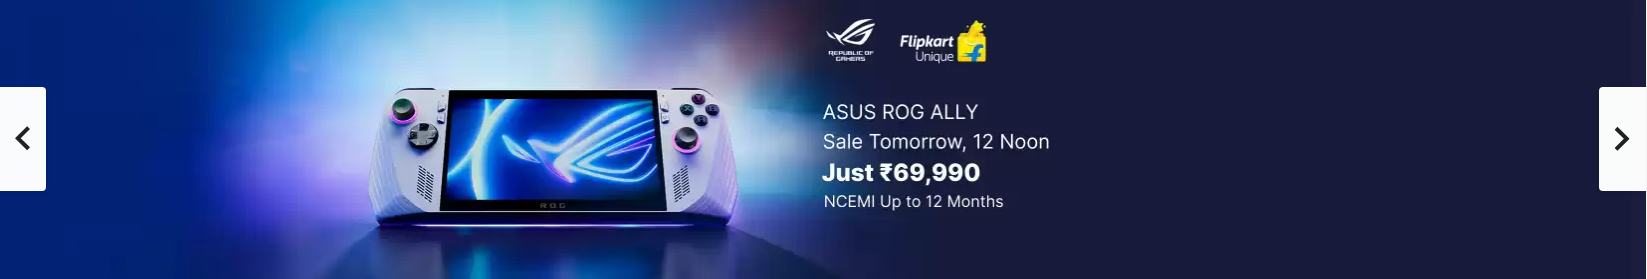 REPUBLIC OF
GAMERS
Flipkart
Unique
ASUS ROG ALLY
Sale Tomorrow, 12 Noon
Just ₹69,990
NCEMI Up to 12 Months
ROG